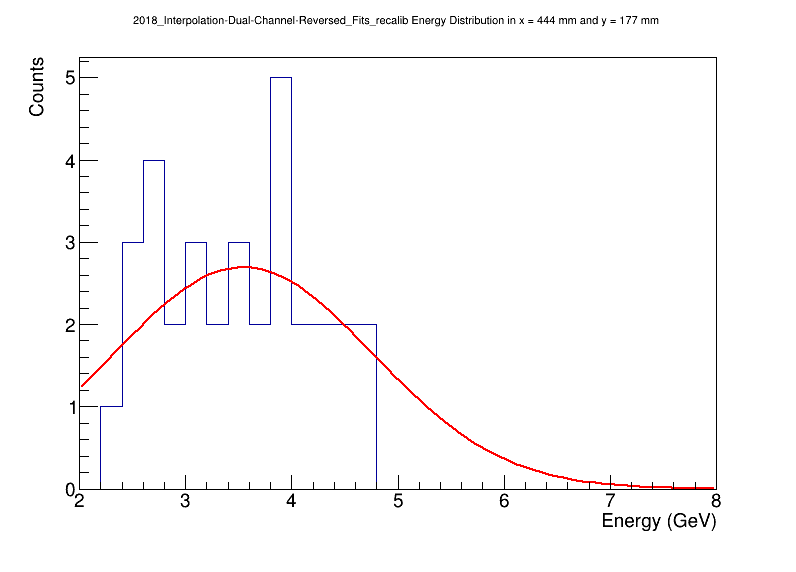 2018_Interpolation-Dual-Channel-Reversed_Fits_recalib Energy Distribution in x = 444 mm and y = 177 mm
Counts
5
4
3
2
1
0
2 3 4 5 6 7 8
Energy (GeV)